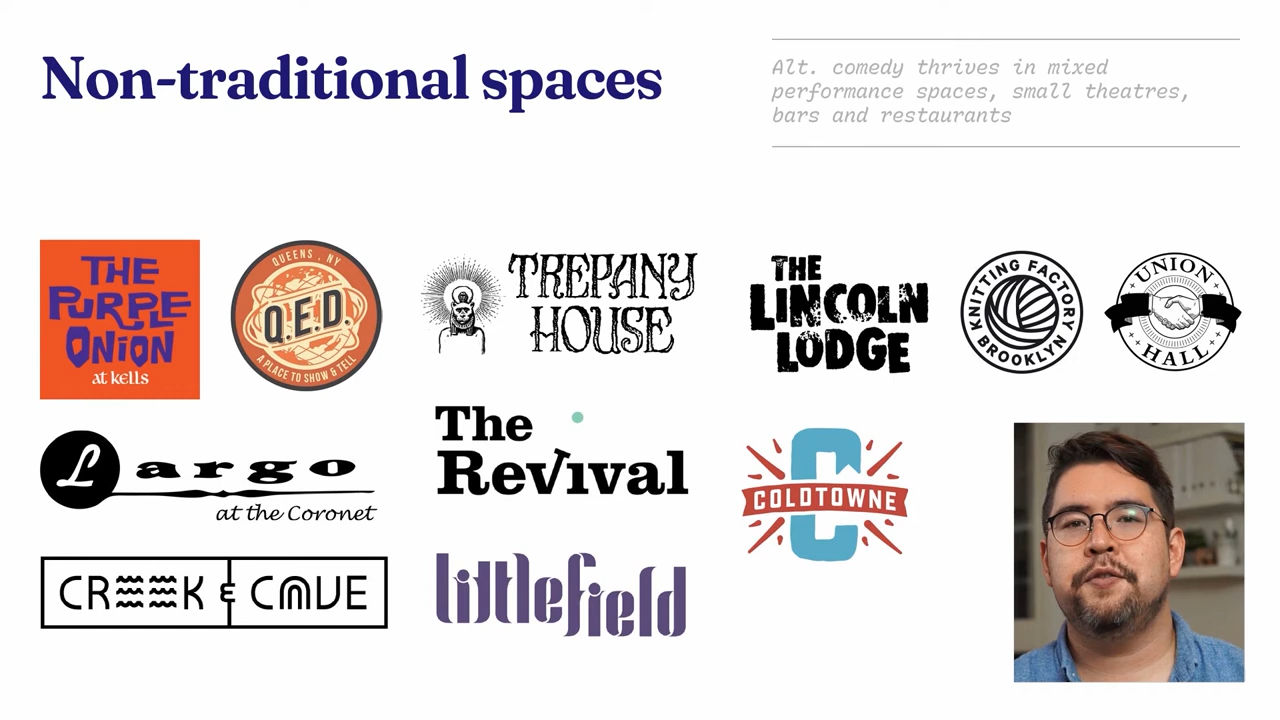 Non-traditional spaces
Alt. comedy thrives in mixed
performance spaces, small theatres,
bars and restaurants
THE
PURPLE
ONION
at kells
QUEENS, NY
Q.E.D.
A PLACE TO SHOW & TELL
TREPANY
HOUSE
THE
LINCOLN
LODGE
KNITTING FACTORY
BROOKLYN
UNION
HALL
Largo
at the Coronet
The
Revival
COLDTOWNE
CREEK & CAVE
littlefield